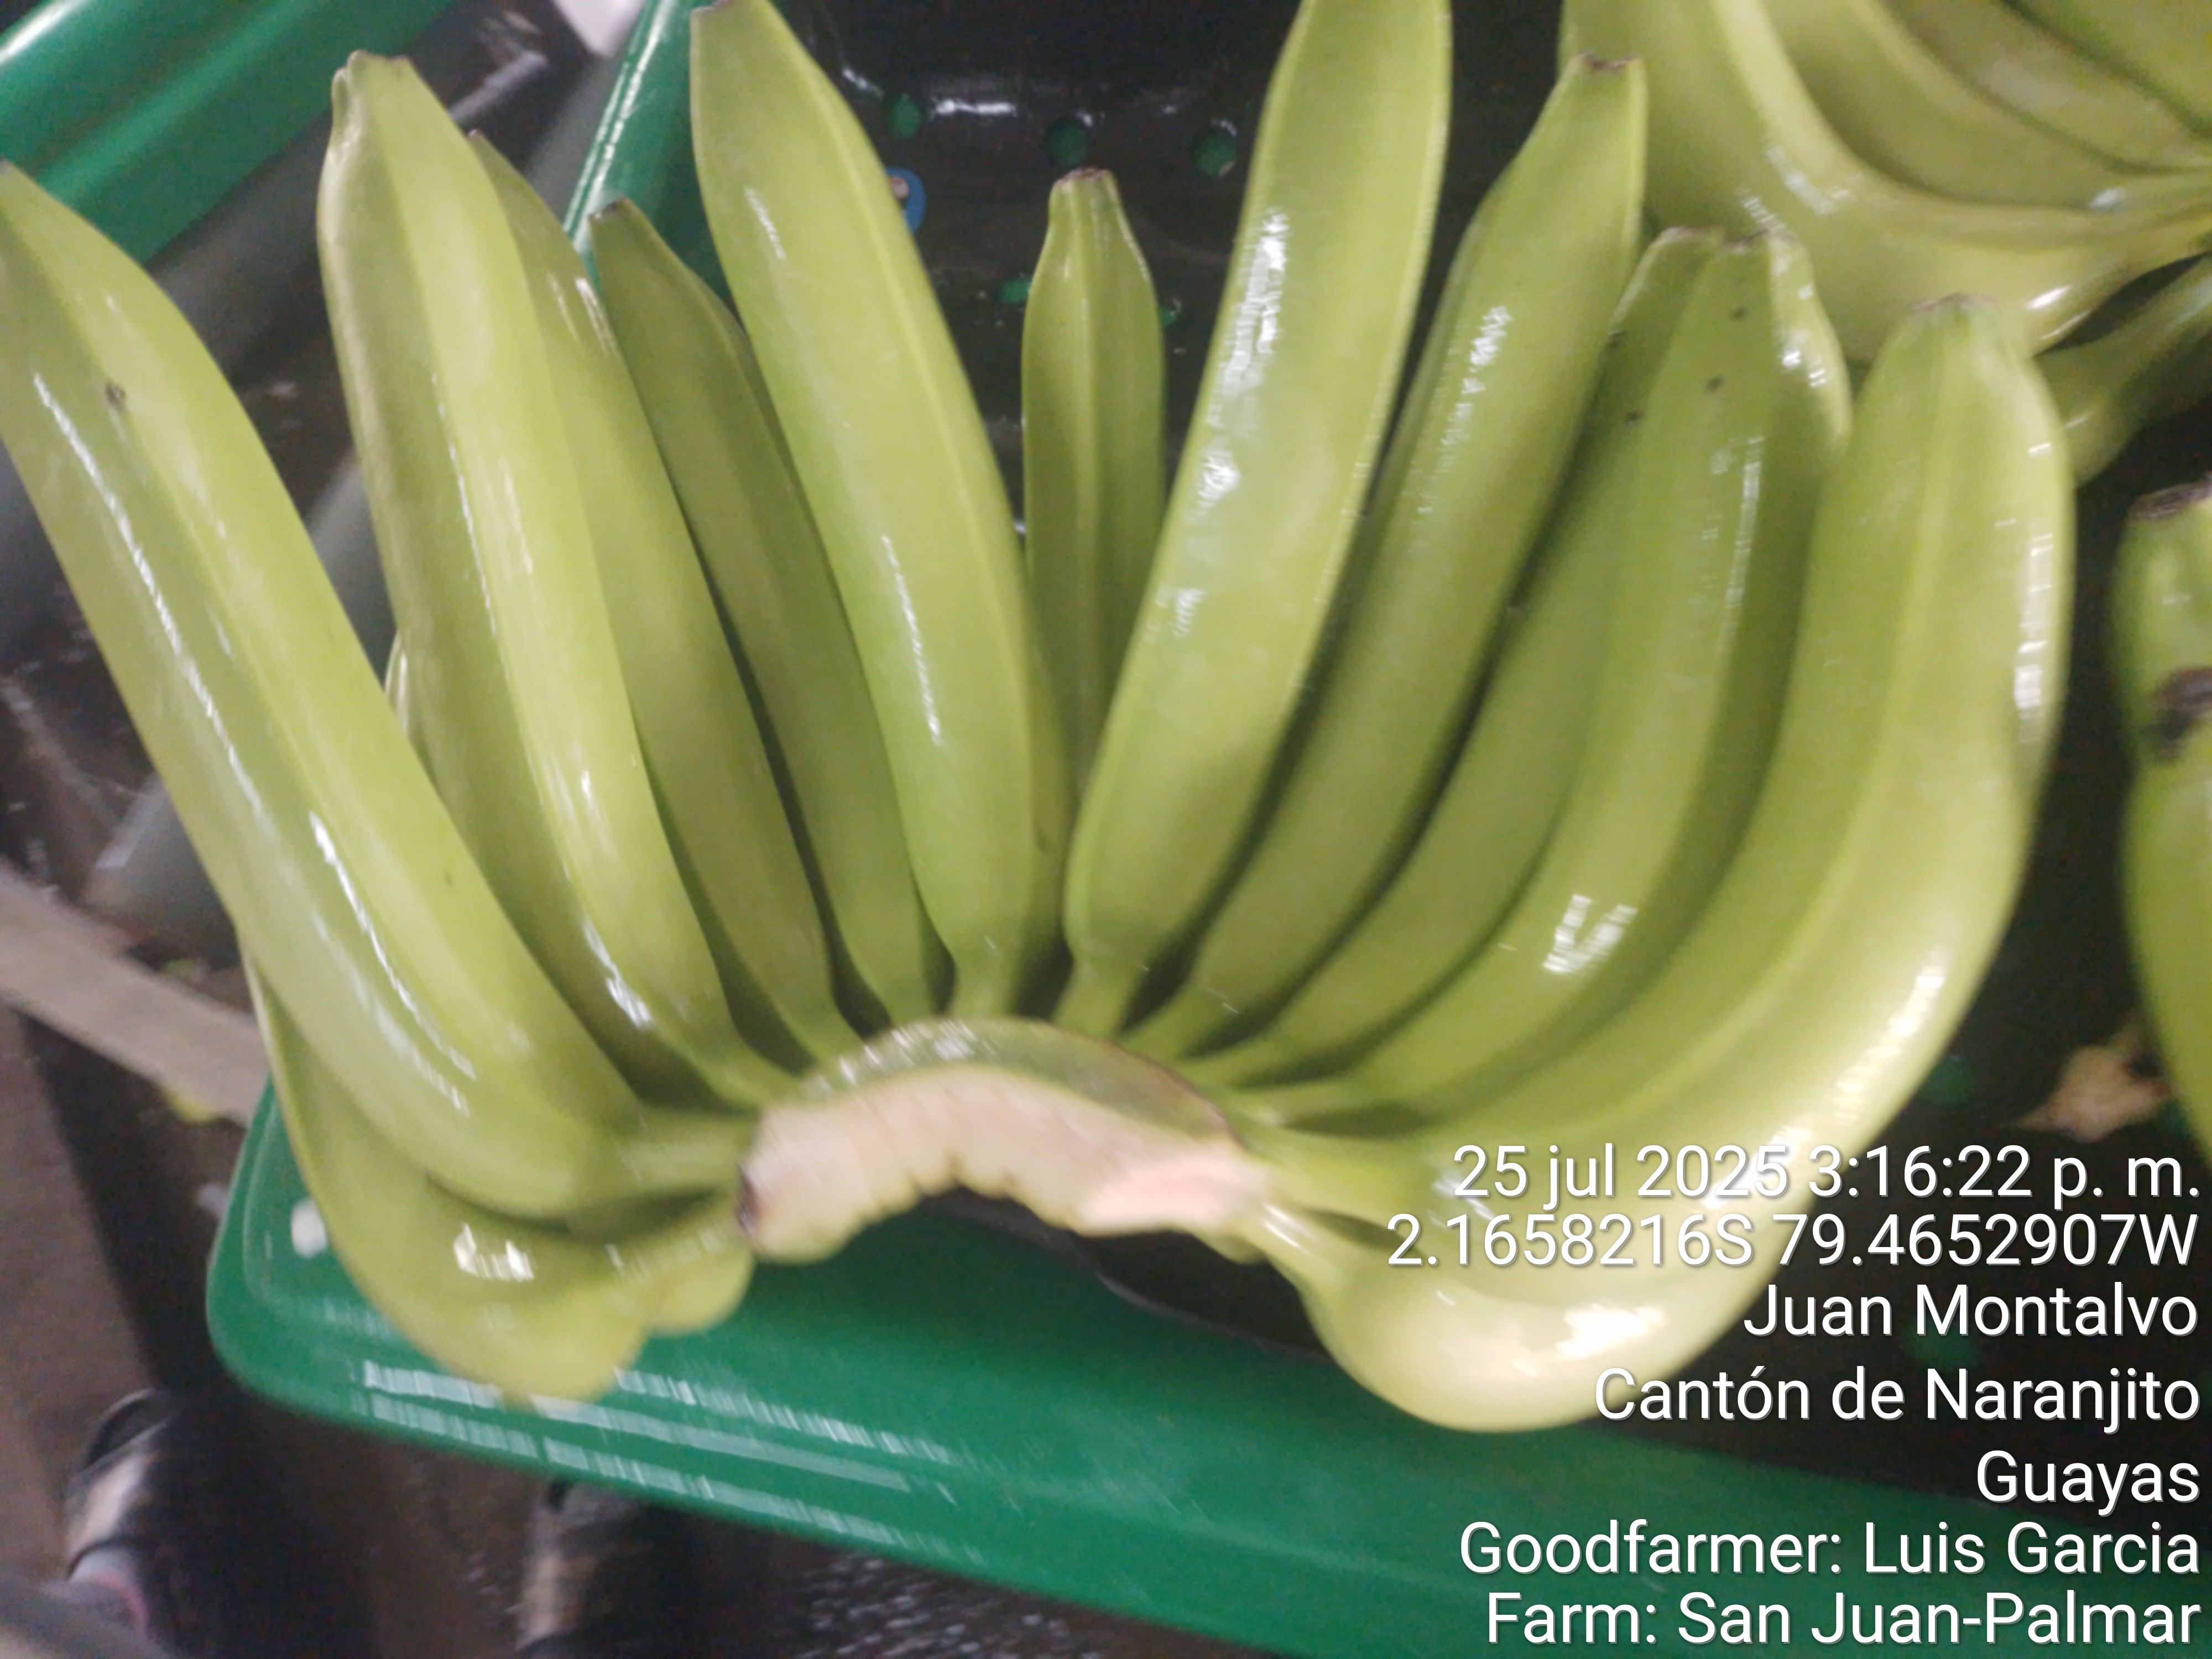 25 jul 2025 3:16:22 p. m.
2.1658216S 79.4652907W
Juan Montalvo
Cantón de Naranjito
Guayas
Goodfarmer: Luis Garcia
Farm: San Juan-Palmar